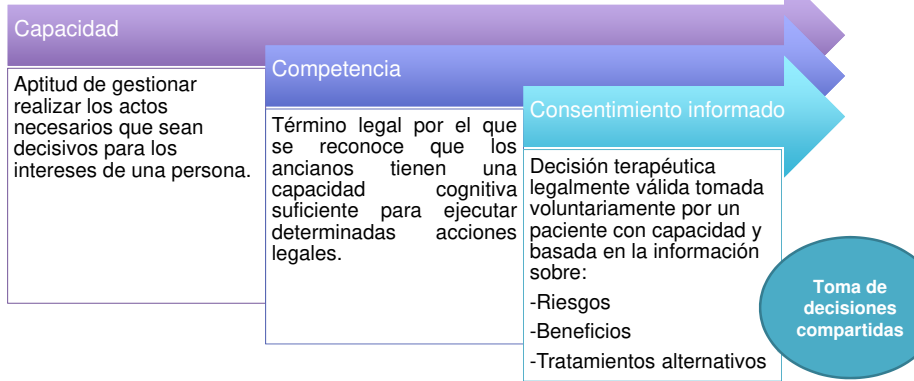 Capacidad
Aptitud de gestionar
realizar los actos
necesarios que sean
decisivos para los
intereses de una persona.
Competencia
Término legal por el que
se reconoce que los
ancianos tienen una
capacidad cognitiva
suficiente para ejecutar
determinadas acciones
legales.
Consentimiento informado
Decisión terapéutica
legalmente válida tomada
voluntariamente por un
paciente con capacidad y
basada en la información
sobre:
-Riesgos
-Beneficios
-Tratamientos alternativos
Toma de
decisiones
compartidas